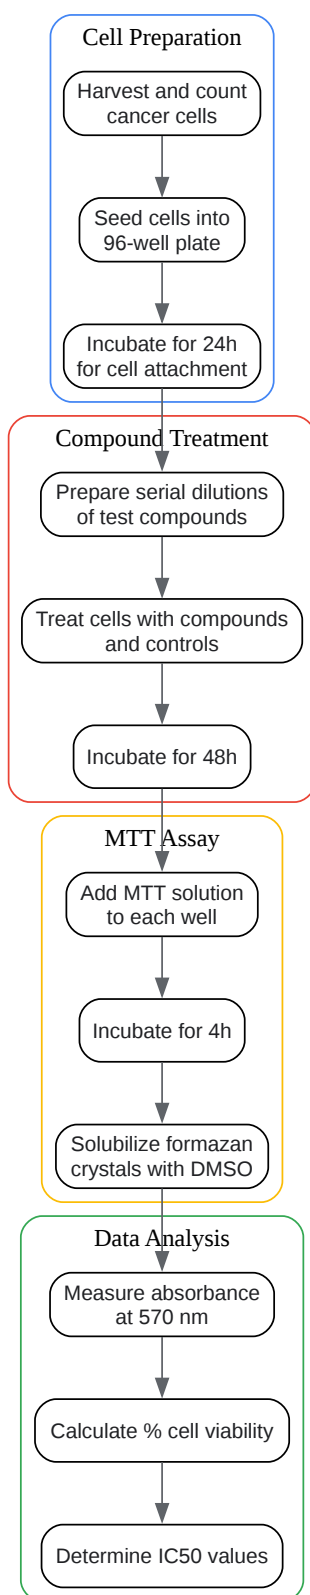 Cell Preparation
Harvest and count
cancer cells
Seed cells into
96-well plate
Incubate for 24h
for cell attachment
Compound Treatment
Prepare serial dilutions
of test compounds
Treat cells with compounds
and controls
Incubate for 48h
MTT Assay
Add MTT solution
to each well
Incubate for 4h
Solubilize formazan
crystals with DMSO
Data Analysis
Measure absorbance
at 570 nm
Calculate % cell viability
Determine IC50 values